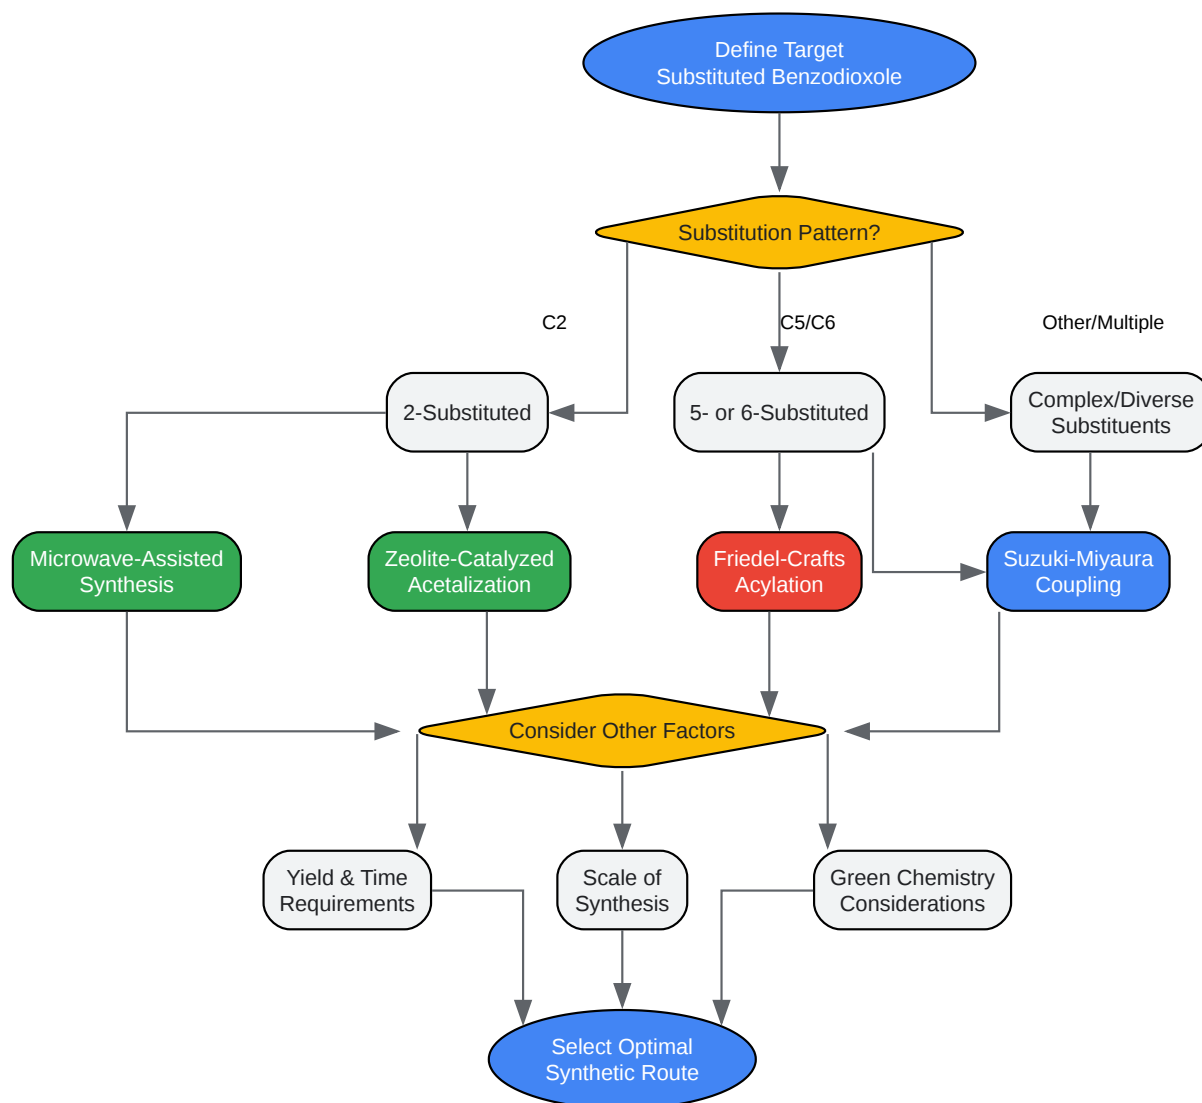 Define Target
Substituted Benzodioxole
Substitution Pattern?
C2
C5/C6
Other/Multiple
2-Substituted
5- or 6-Substituted
Complex/Diverse
Substituents
Microwave-Assisted
Synthesis
Zeolite-Catalyzed
Acetalization
Friedel-Crafts
Acylation
Suzuki-Miyaura
Coupling
Consider Other Factors
Yield & Time
Requirements
Scale of
Synthesis
Green Chemistry
Considerations
Select Optimal
Synthetic Route